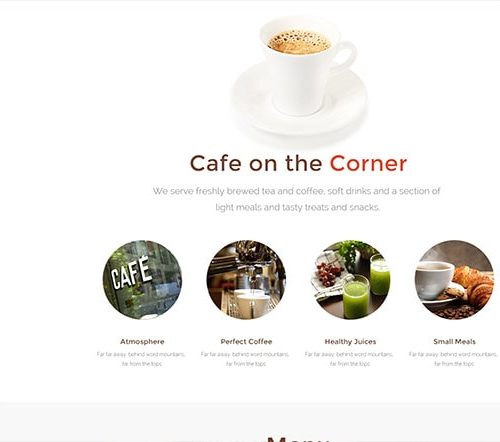 Cafe on the Corner
We serve freshly brewed tea and coffee, soft drinks and a section of
light meals and tasty treats and snacks.
CAFÉ
Atmosphere
Perfect Coffee
Healthy Juices
Small Meals
Far far away, behind word mountains,
far from the tops
Far far away, behind word mountains,
far from the tops
Far far away, behind word mountains,
far from the tops
Far far away, behind word mountains,
far from the tops
Menu